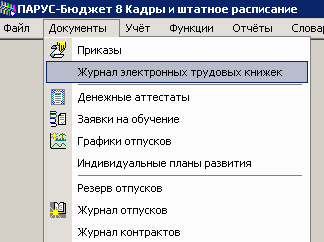 ПАРУС-Бюджет 8 Кадры и штатное расписание
Файл Документы Учёт Функции Отчёты Словар
Приказы
Журнал электронных трудовых книжек
Денежные аттестаты
Заявки на обучение
Графики отпусков
Индивидуальные планы развития
Резерв отпусков
Журнал отпусков
Журнал контрактов